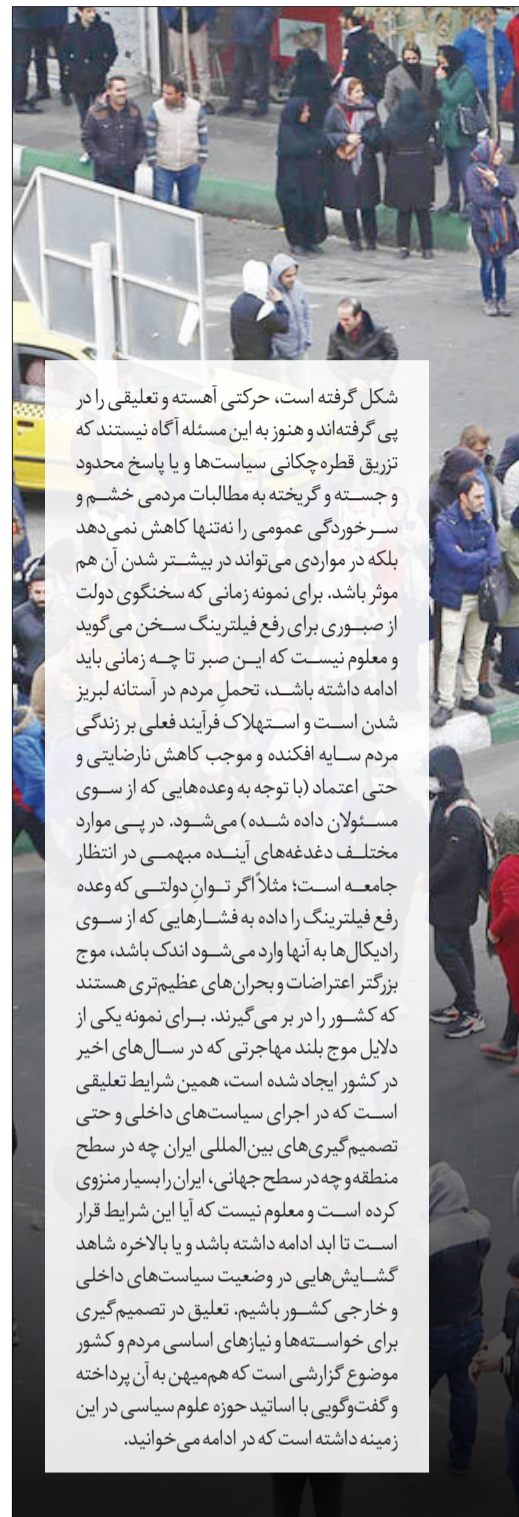 شکل گرفته است، حرکتی آهسته و تعلیقی را در
پی گرفته‌اند و هنوز به این مسئله آگاه نیستند که
تزریق قطره‌چکانی سیاست‌ها و یا پاسخ محدود
و جسته و گریخته به مطالبات مردمی خشم و
سرخوردگی عمومی را نه‌تنها کاهش نمی‌دهد
بلکه در مواردی می‌تواند در بیشتر شدن آن هم
موثر باشد. برای نمونه زمانی که سخنگوی دولت
از صبوری برای رفع فیلترینگ سخن می‌گوید
و معلوم نیست که این صبر تا چه زمانی باید
ادامه داشته باشد، تحملِ مردم در آستانه لبریز
شدن است و استهلاک فرآیند فعلی بر زندگی
مردم سایه افکنده و موجب کاهش نارضایتی و
حتی اعتماد (با توجه به وعده‌هایی که از سوی
مسئولان داده شده) می‌شود. در پی موارد
مختلف دغدغه‌های آینده مبهمی در انتظار
جامعه است؛ مثلاً اگر توانِ دولتی که وعده
رفع فیلترینگ را داده به فشارهایی که از سوی
رادیکال‌ها به آنها وارد می‌شود اندک باشد، موج
بزرگتر اعتراضات و بحران‌های عظیم‌تری هستند
که کشور را در بر می‌گیرند. برای نمونه یکی از
دلایل موج بلند مهاجرتی که در سال‌های اخیر
در کشور ایجاد شده است، همین شرایط تعلیقی
است که در اجرای سیاست‌های داخلی و حتی
تصمیم‌گیری‌های بین‌المللی ایران چه در سطح
منطقه و چه در سطح جهانی، ایران را بسیار منزوی
کرده است و معلوم نیست که آیا این شرایط قرار
است تا ابد ادامه داشته باشد و یا بالاخره شاهد
گشایش‌هایی در وضعیت سیاست‌های داخلی
و خارجی کشور باشیم. تعلیق در تصمیم‌گیری
برای خواسته‌ها و نیازهای اساسی مردم و کشور
موضوع گزارشی است که هم‌میهن به آن پرداخته
و گفت‌وگویی با اساتید حوزه علوم سیاسی در این
زمینه داشته است که در ادامه می‌خوانید.